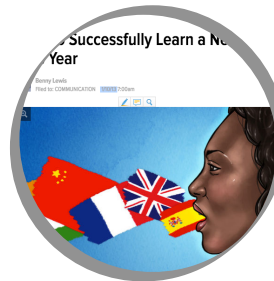 Successfully Learn a
Year
Benny Lewis
Filed to: COMMUNICATION 7:00am